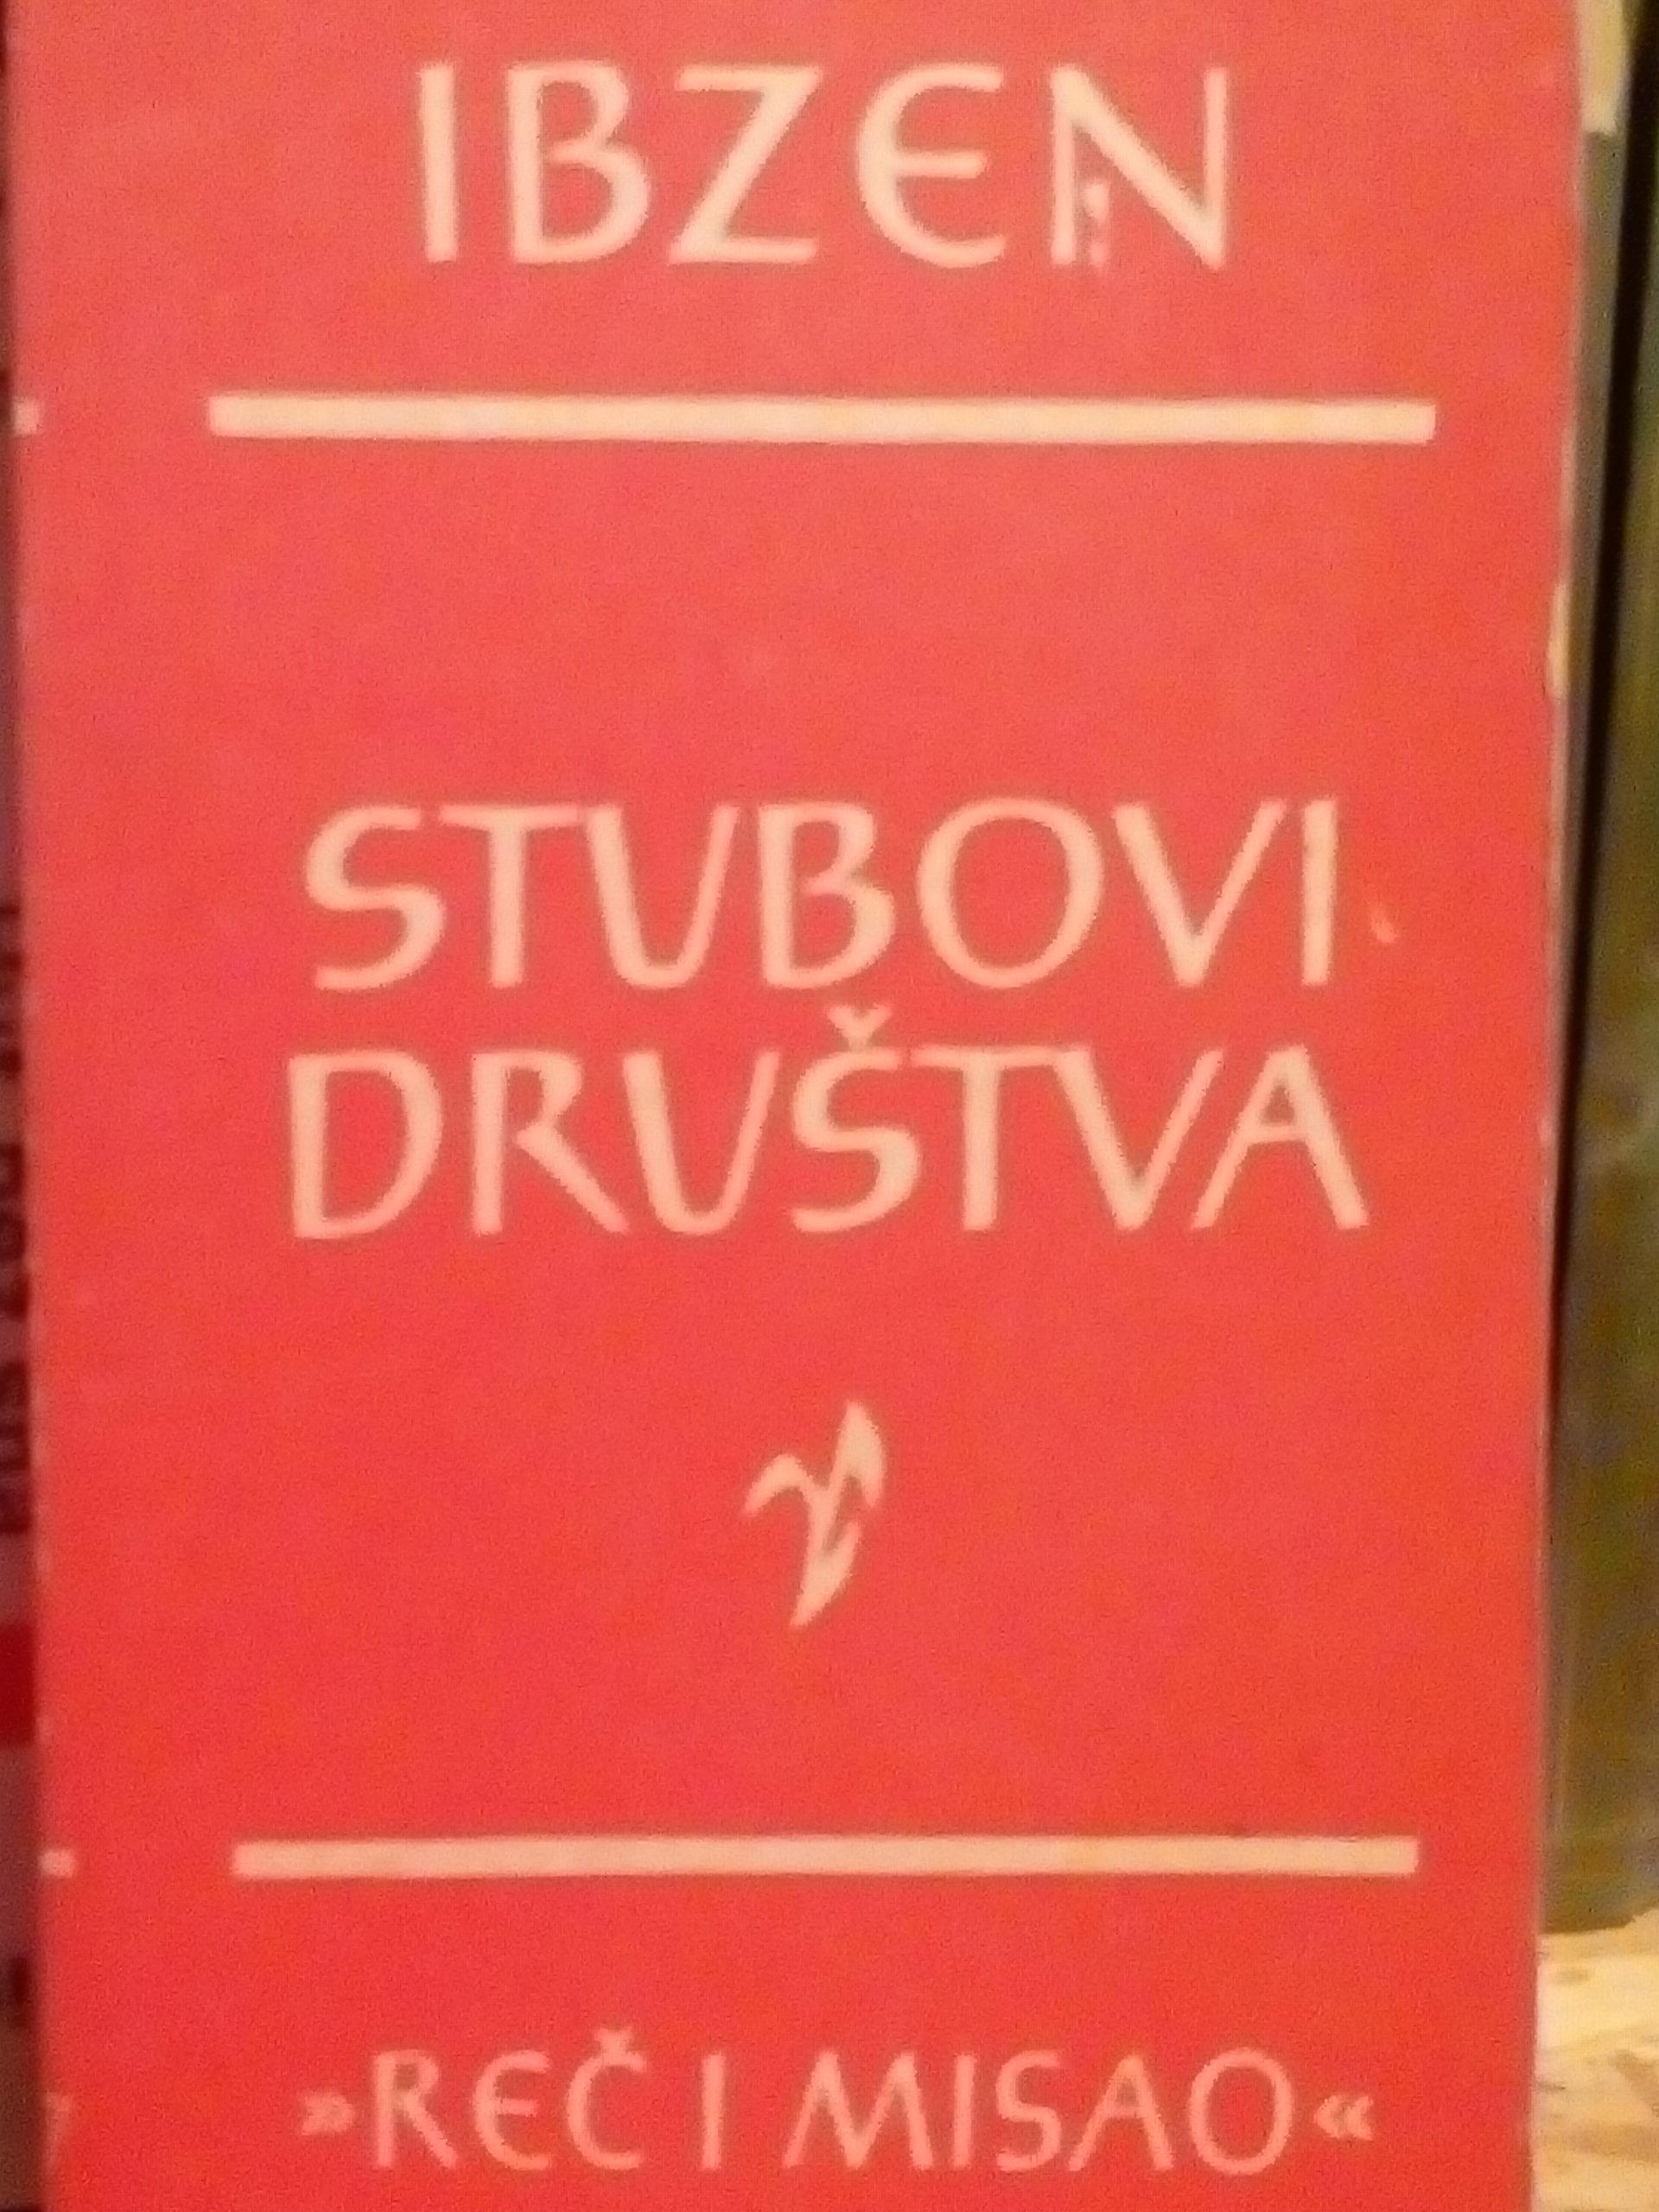 IBZEN
STUBOVI
DRUŠTVA
»REČ I MISAO«